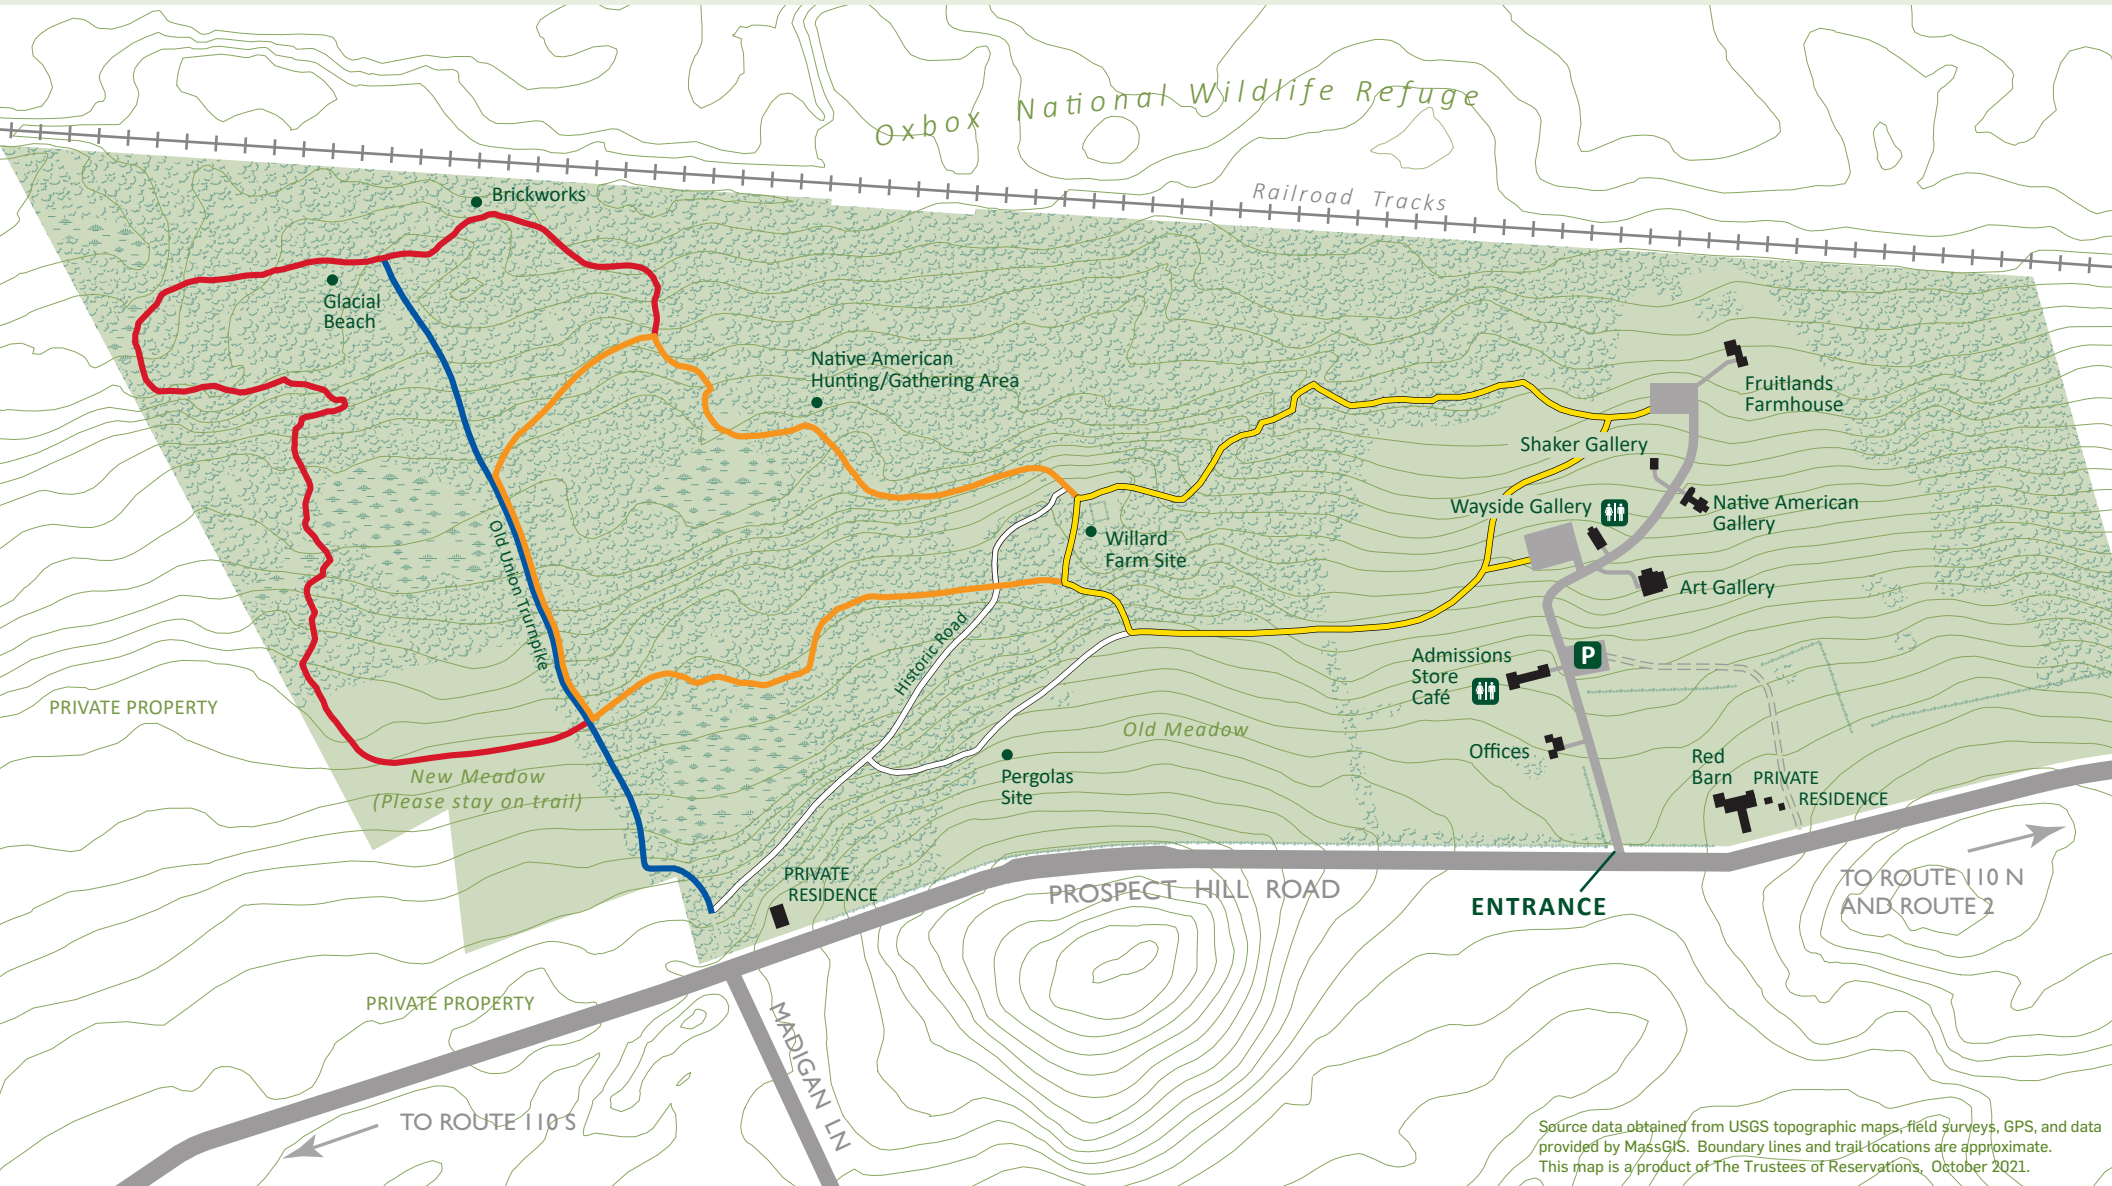 Oxbox National Wildlife Refuge
Railroad Tracks
Brickworks
Glacial
Beach
Native American
Hunting/Gathering Area
Fruitlands
Farmhouse
Shaker Gallery
Wayside Gallery
Native American
Gallery
Willard
Farm Site
Art Gallery
Old Union Trurnpike
Historic Road
P
Admissions
Store
Café
PRIVATE PROPERTY
Old Meadow
Offices
Red
Barn
PRIVATE
RESIDENCE
Pergolas
Site
New Meadow
(Please stay on trail)
PRIVATE
RESIDENCE
PROSPECT HILL ROAD
ENTRANCE
TO ROUTE 110 N
AND ROUTE 2
PRIVATE PROPERTY
MADIGAN LN
TO ROUTE 110 S
Source data obtained from USGS topographic maps, field surveys, GPS, and data
provided by MassGIS. Boundary lines and trail locations are approximate.
This map is a product of The Trustees of Reservations, October 2021.